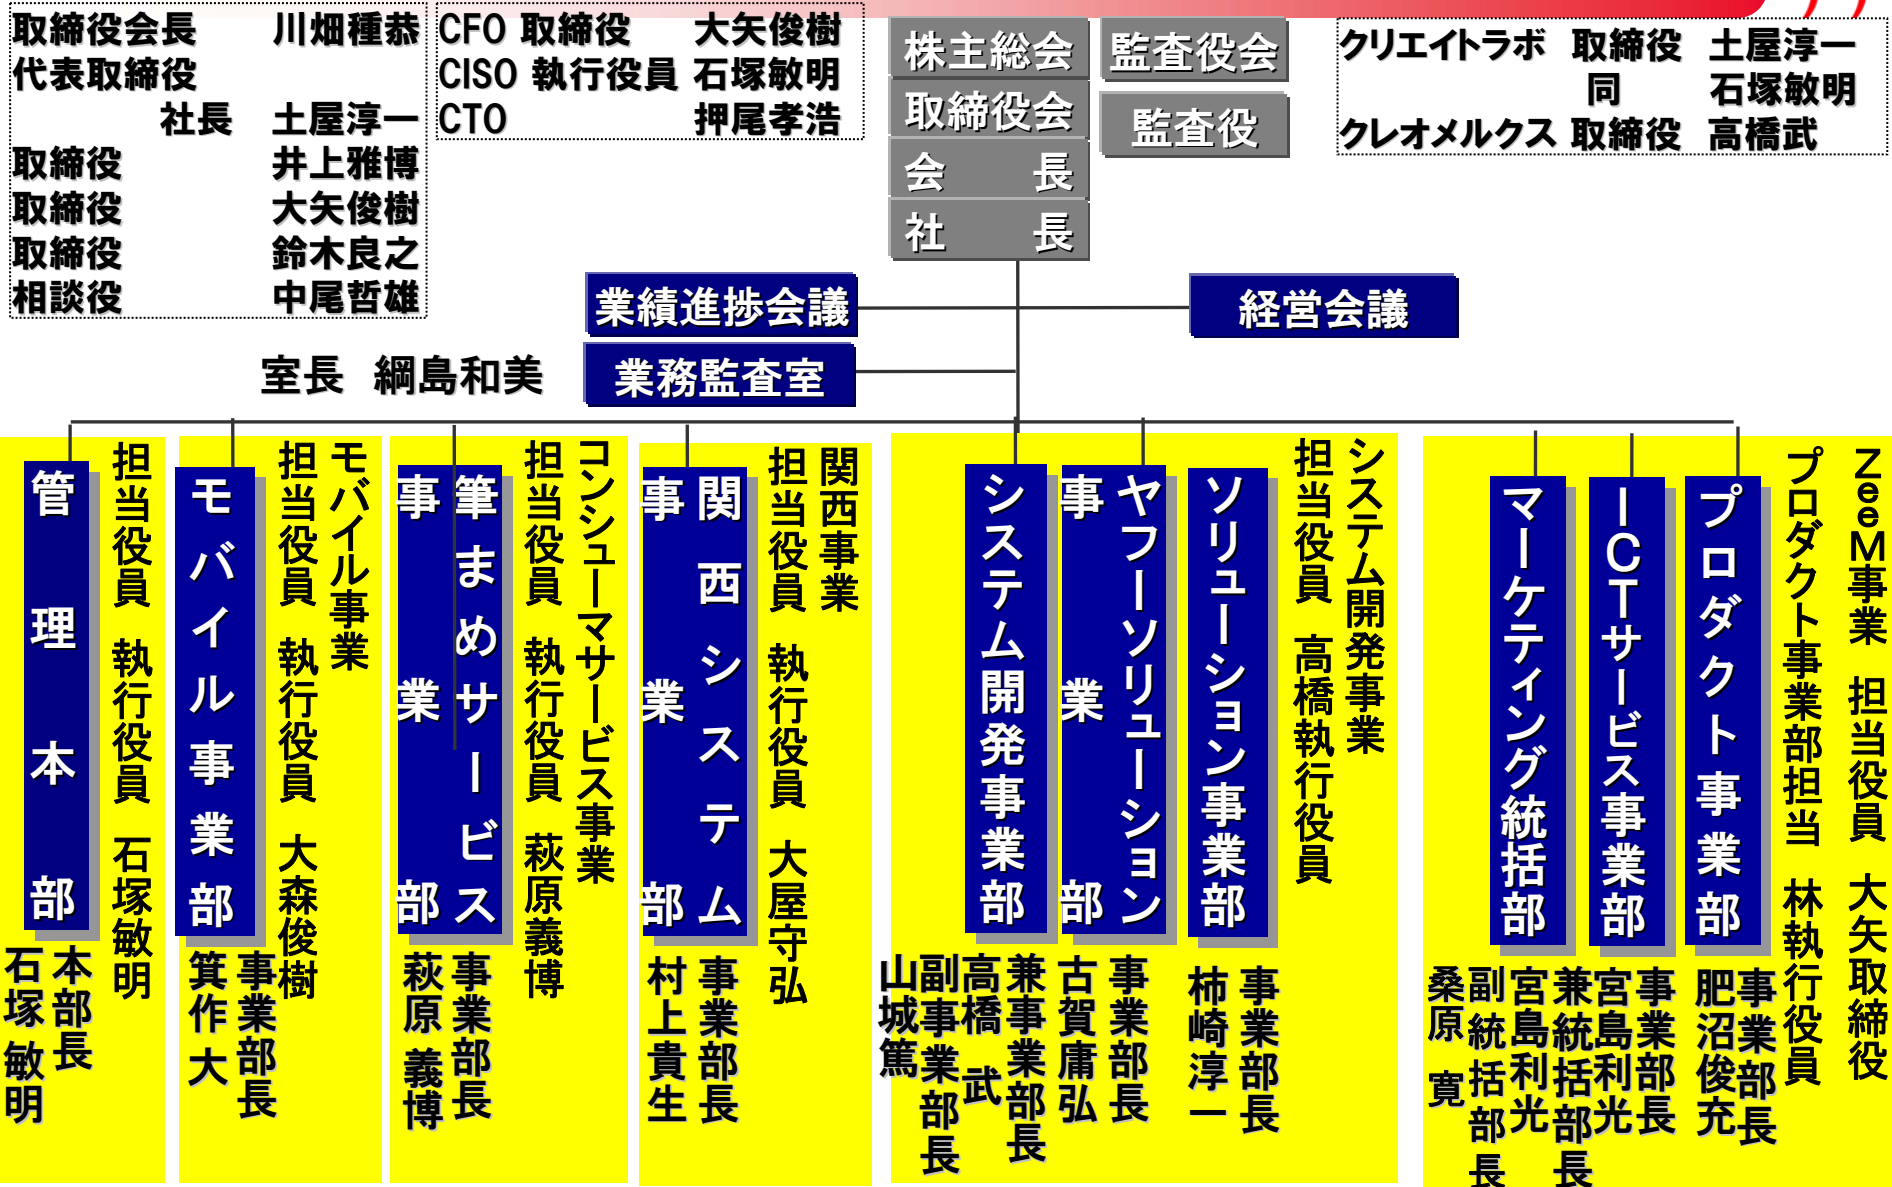 取締役会長　川畑種恭
代表取締役
社長　土屋淳一
取締役　井上雅博
取締役　大矢俊樹
取締役　鈴木良之
相談役　中尾哲雄
CFO 取締役　大矢俊樹
CISO 執行役員 石塚敏明
CTO　押尾孝浩
株主総会
取締役会
会　長
社　長
監査役会
監査役
クリエイトラボ　取締役　土屋淳一
同　石塚敏明
クレオメルクス　取締役　高橋武
業績進捗会議
経営会議
室長　綱島和美
業務監査室
管理本部
担当役員　執行役員　石塚敏明
本部長
石塚 敏明
モバイル事業
担当役員　執行役員　大森俊樹
モバイル事業部
事業部長
箕作 大
コンシューマサービス事業
担当役員　執行役員　萩原義博
筆まめサービス
事業部
事業部長
萩原 義博
関西事業
担当役員　執行役員　大屋守弘
関西システム
事業部
事業部長
村上貴生
システム開発事業
担当役員　高橋執行役員
ソリューション事業部
事業部長
柿崎淳一
ヤフーソリューション
事業部
事業部長
古賀庸弘
システム開発事業部
兼事業部長
高橋　武
副事業部長
山城篤
ZeeM事業　担当役員　大矢取締役
プロダクト事業部担当　林執行役員
プロダクト事業部
事業部長
肥沼俊充
ICTサービス事業部
事業部長
宮島利光
マーケティング統括部
兼統括部長
宮島利光
副統括部長
桑原 寛